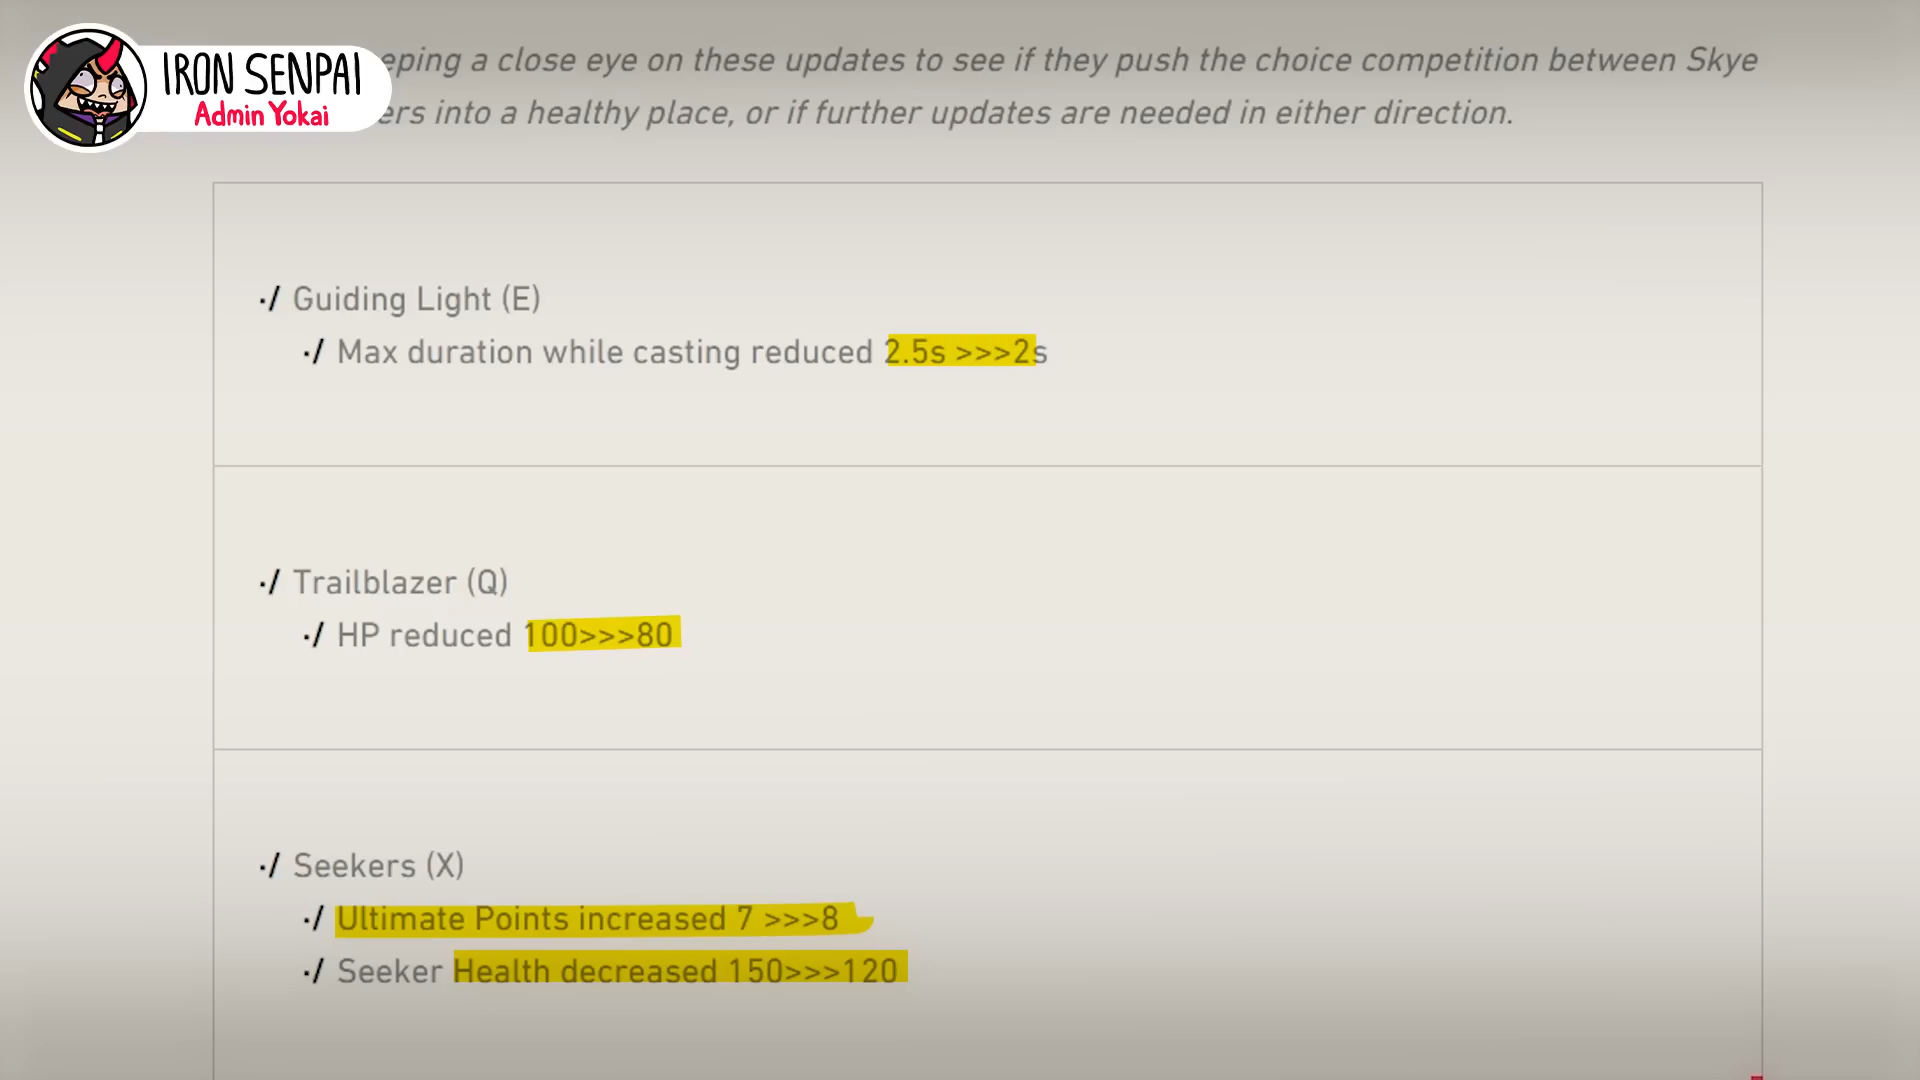 IRON SENPAI
Admin Yokai
eping a close eye on these updates to see if they push the choice competition between Skye
ers into a healthy place, or if further updates are needed in either direction.
Guiding Light (E)
Max duration while casting reduced 2.5s >>>2s
Trailblazer (Q)
HP reduced 100>>>80
Seekers (X)
Ultimate Points increased 7 >>>8
Seeker Health decreased 150>>>120